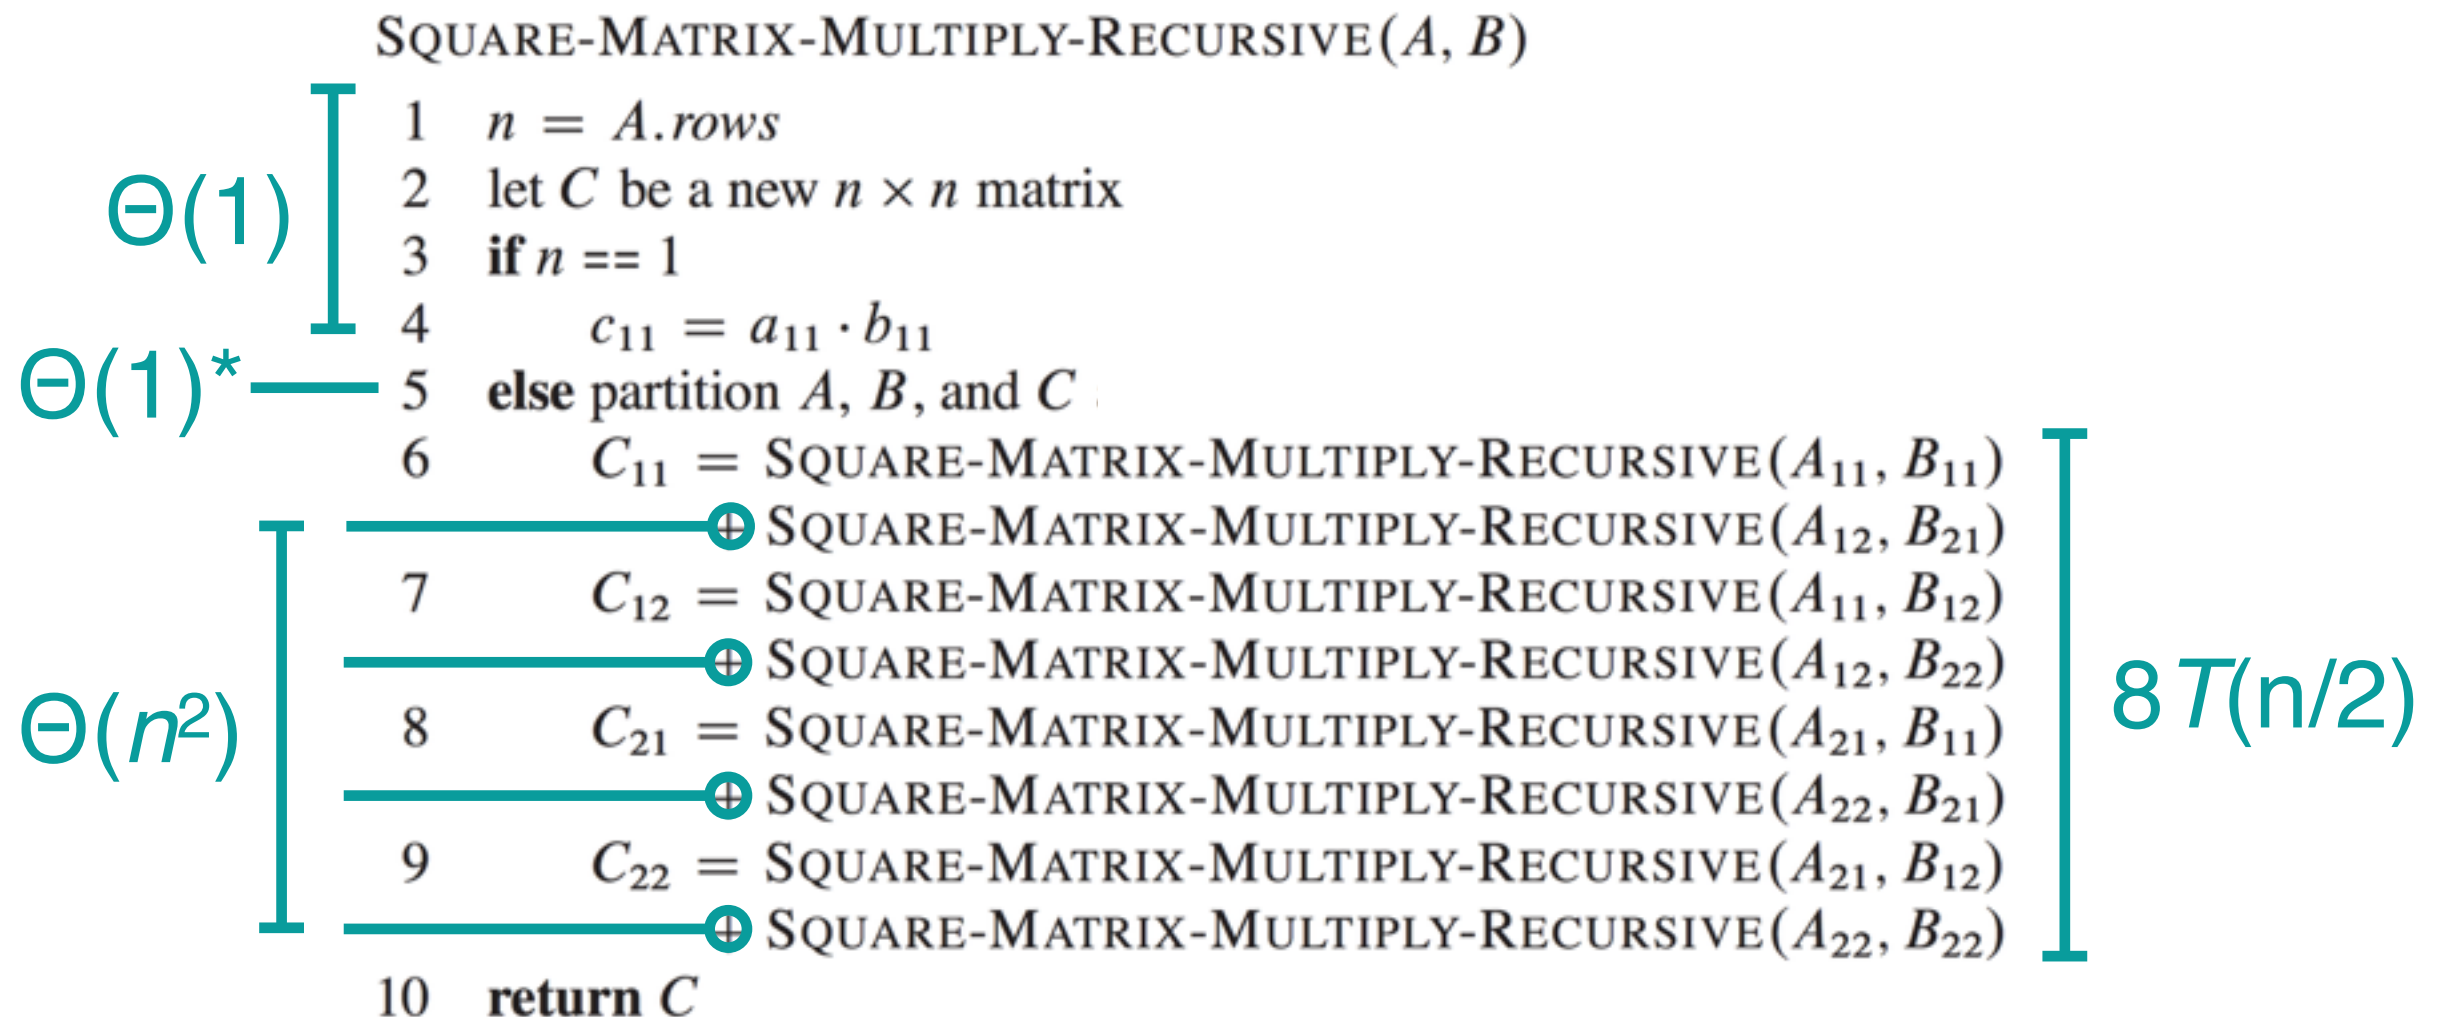 SQUARE-MATRIX-MULTIPLY-RECURSIVE(A, B)
1 n = A.rows
2 let C be a new n × n matrix
Θ(1)
3 if n == 1
4 c₁₁ = a₁₁ · b₁₁
Θ(1)*
5 else partition A, B, and C
6 C₁₁ = SQUARE-MATRIX-MULTIPLY-RECURSIVE(A₁₁, B₁₁)
+ SQUARE-MATRIX-MULTIPLY-RECURSIVE(A₁₂, B₂₁)
7 C₁₂ = SQUARE-MATRIX-MULTIPLY-RECURSIVE(A₁₁, B₁₂)
+ SQUARE-MATRIX-MULTIPLY-RECURSIVE(A₁₂, B₂₂)
Θ(n²)
8T(n/2)
8 C₂₁ = SQUARE-MATRIX-MULTIPLY-RECURSIVE(A₂₁, B₁₁)
+ SQUARE-MATRIX-MULTIPLY-RECURSIVE(A₂₂, B₂₁)
9 C₂₂ = SQUARE-MATRIX-MULTIPLY-RECURSIVE(A₂₁, B₁₂)
+ SQUARE-MATRIX-MULTIPLY-RECURSIVE(A₂₂, B₂₂)
10 return C